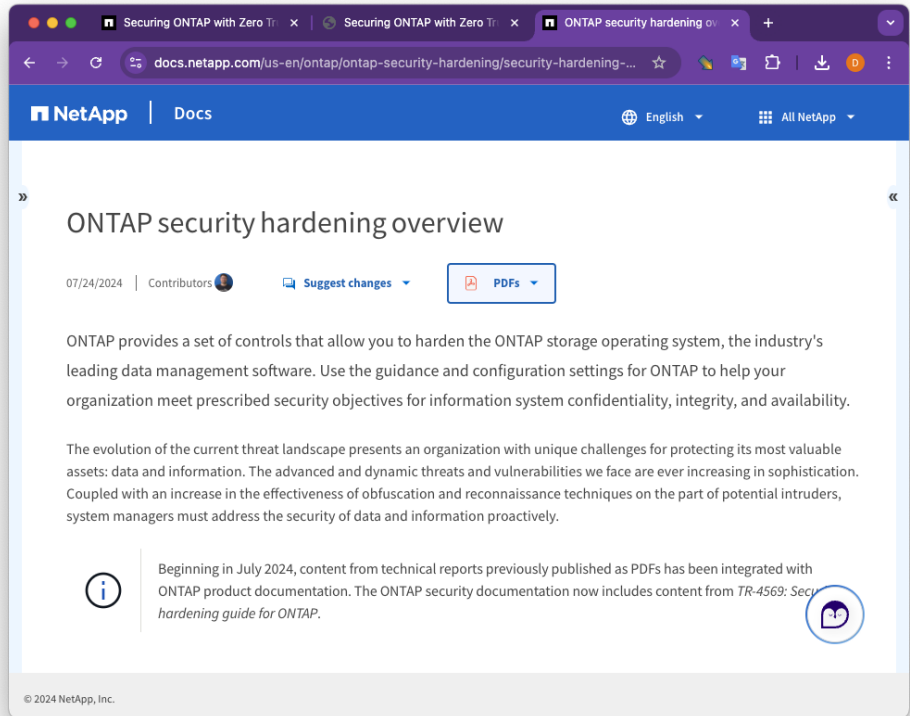 Securing ONTAP with Zero Tr
Securing ONTAP with Zero Tr
ONTAP security hardening ov
docs.netapp.com/us-en/ontap/ontap-security-hardening/security-hardening-...
D
NetApp
Docs
English
All NetApp
»
«
ONTAP security hardening overview
07/24/2024
Contributors
Suggest changes
PDFs
ONTAP provides a set of controls that allow you to harden the ONTAP storage operating system, the industry's
leading data management software. Use the guidance and configuration settings for ONTAP to help your
organization meet prescribed security objectives for information system confidentiality, integrity, and availability.
The evolution of the current threat landscape presents an organization with unique challenges for protecting its most valuable
assets: data and information. The advanced and dynamic threats and vulnerabilities we face are ever increasing in sophistication.
Coupled with an increase in the effectiveness of obfuscation and reconnaissance techniques on the part of potential intruders,
system managers must address the security of data and information proactively.
Beginning in July 2024, content from technical reports previously published as PDFs has been integrated with
ONTAP product documentation. The ONTAP security documentation now includes content from TR-4569: Secu
hardening guide for ONTAP.
© 2024 NetApp, Inc.